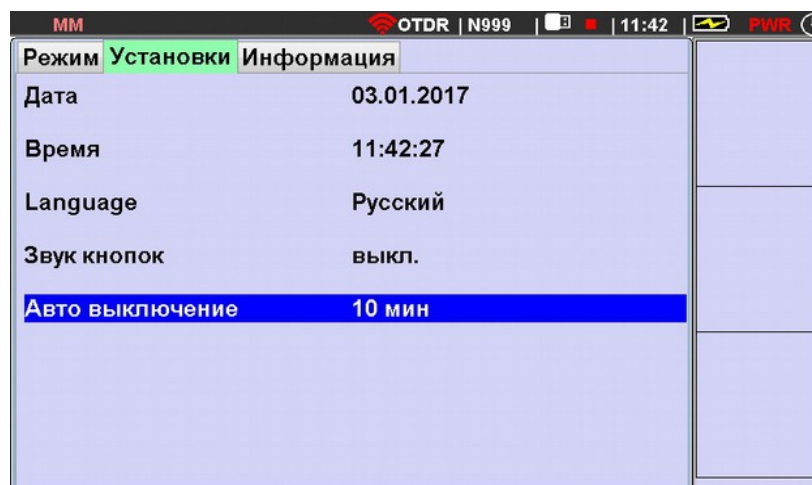 MM OTDR | N999 | | 11:42 | PWR
Режим Установки Информация
Дата 03.01.2017
Время 11:42:27
Language Русский
Звук кнопок выкл.
Авто выключение 10 мин